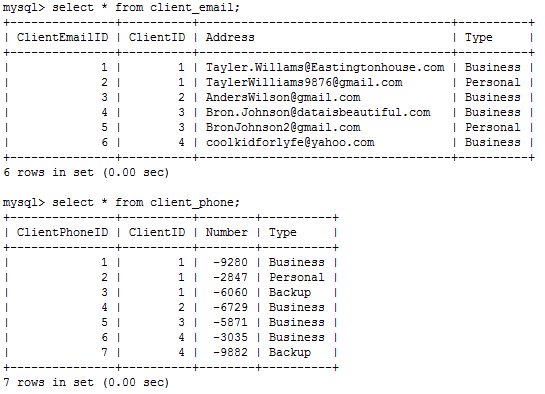 mysql> select * from client_email;
+---------------+----------+-----------------------------------+----------+
| ClientEmailID | ClientID | Address                           | Type     |
+---------------+----------+-----------------------------------+----------+
|             1 |        1 | Tayler.Willams@Eastingtonhouse.com | Business |
|             2 |        1 | TaylerWilliams9876@gmail.com      | Personal |
|             3 |        2 | AndersWilson@gmail.com            | Business |
|             4 |        3 | Bron.Johnson@dataisbeautiful.com  | Business |
|             5 |        3 | BronJohnson2@gmail.com            | Personal |
|             6 |        4 | coolkidforlyfe@yahoo.com          | Business |
+---------------+----------+-----------------------------------+----------+
6 rows in set (0.00 sec)
mysql> select * from client_phone;
+---------------+----------+--------+----------+
| ClientPhoneID | ClientID | Number | Type     |
+---------------+----------+--------+----------+
|             1 |        1 |  -9280 | Business |
|             2 |        1 |  -2847 | Personal |
|             3 |        1 |  -6060 | Backup   |
|             4 |        2 |  -6729 | Business |
|             5 |        3 |  -5871 | Business |
|             6 |        4 |  -3035 | Business |
|             7 |        4 |  -9882 | Backup   |
+---------------+----------+--------+----------+
7 rows in set (0.00 sec)